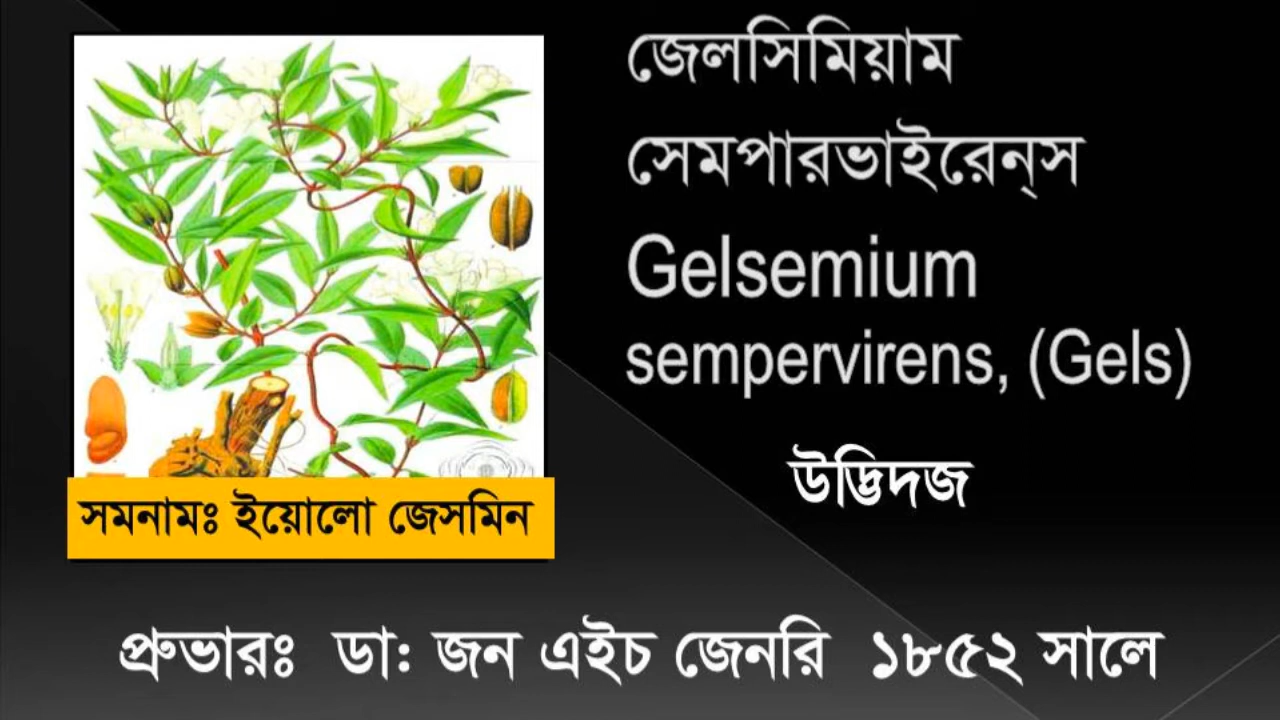 জেলসিমিয়াম
সেমপারভাইরেন্‌স
Gelsemium
sempervirens, (Gels)
উদ্ভিদজ
সমনামঃ ইয়োলো জেসমিন
প্রুভারঃ ডা: জন এইচ জেনরি ১৮৫২ সালে